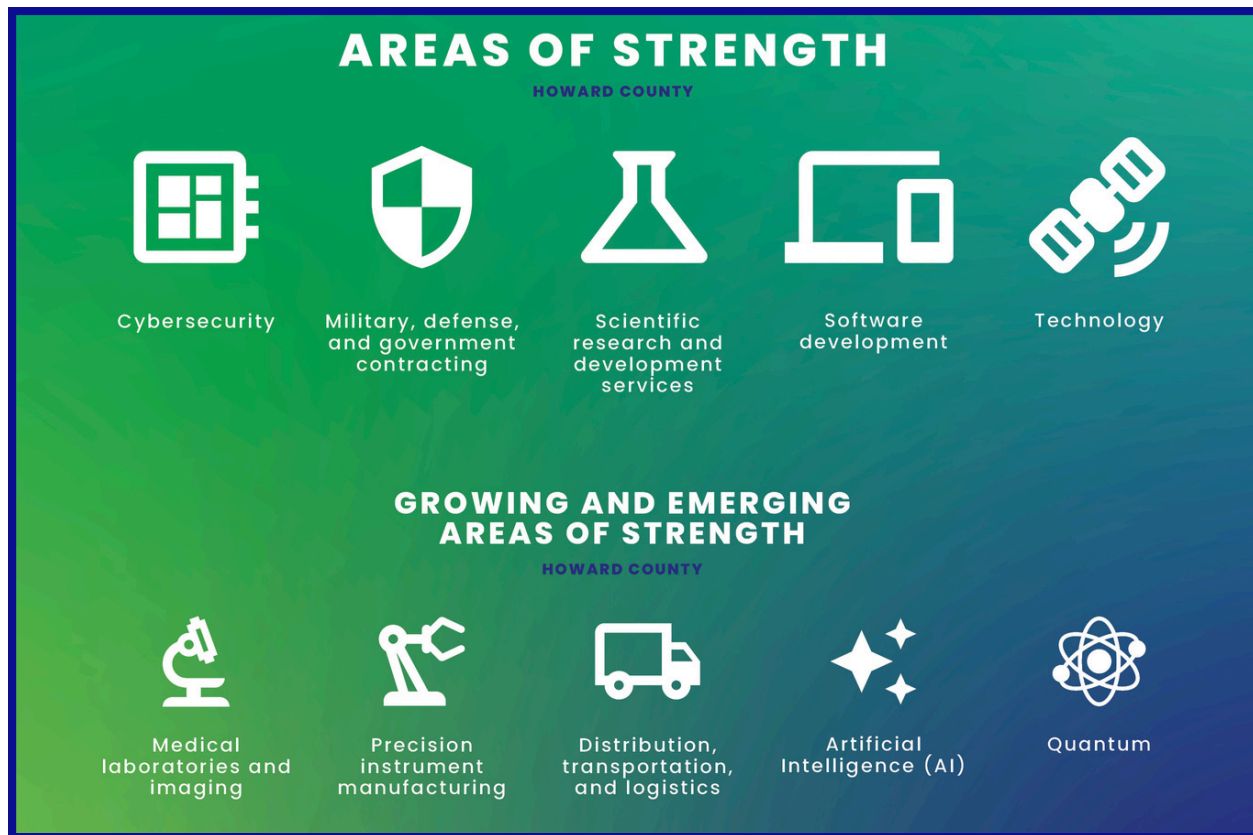 AREAS OF STRENGTH
HOWARD COUNTY
Cybersecurity
Military, defense,
and government
contracting
Scientific
research and
development
services
Software
development
Technology
GROWING AND EMERGING
AREAS OF STRENGTH
HOWARD COUNTY
Medical
laboratories and
imaging
Precision
instrument
manufacturing
Distribution,
transportation,
and logistics
Artificial
Intelligence (AI)
Quantum